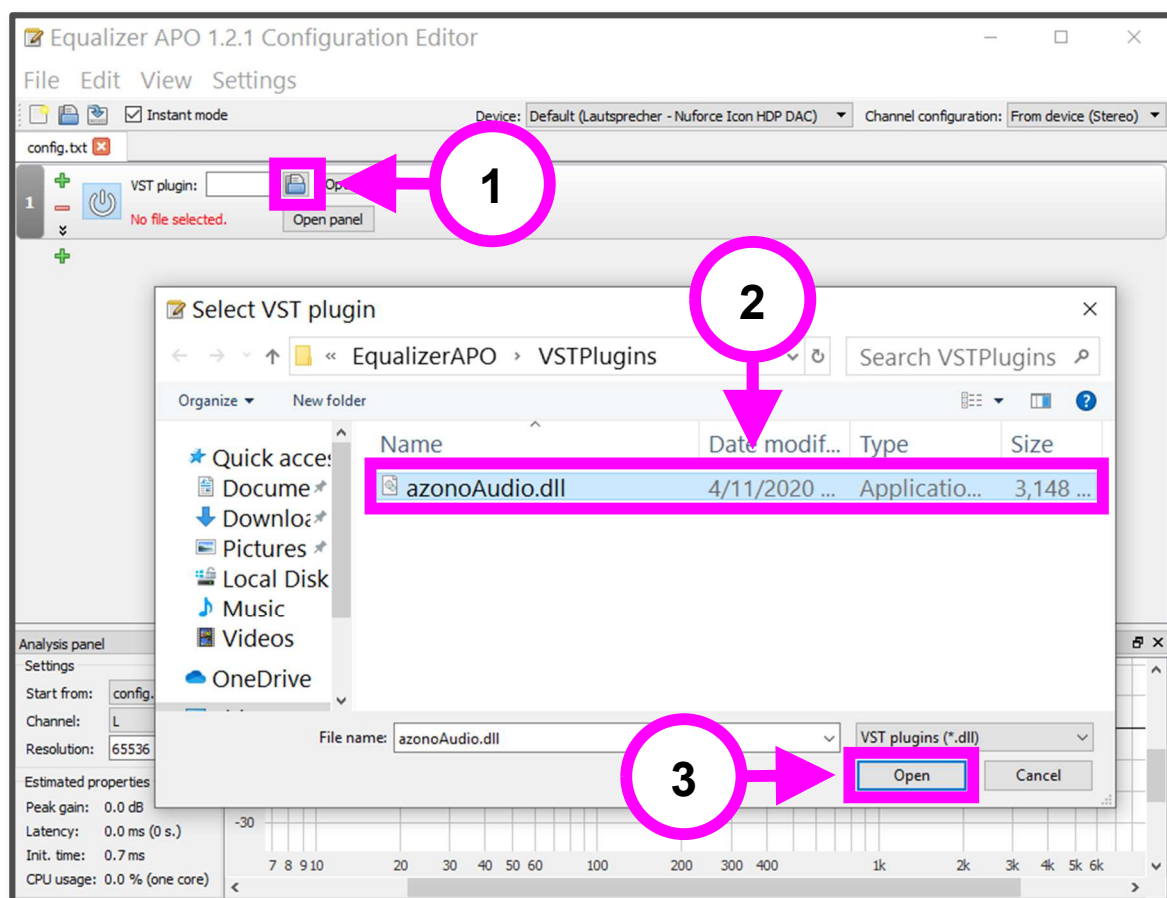 Equalizer APO 1.2.1 Configuration Editor
File Edit View Settings
Instant mode Device: Default (Lautsprecher - Nuforce Icon HDP DAC) Channel configuration: From device (Stereo)
config.txt
1 VST plugin: Op
1
No file selected. Open panel
2
Select VST plugin
« EqualizerAPO › VSTPlugins Search VSTPlugins
Organize New folder
Name Date modif... Type Size
Quick acce
azonoAudio.dll 4/11/2020 ... Applicatio... 3,148 ...
Docume
Downloa
Pictures
Local Disk
Music
Videos
OneDrive
File name: azonoAudio.dll VST plugins (*.dll)
3
Open Cancel
Analysis panel
Settings
Start from: config.
Channel: L
Resolution: 65536
Estimated properties
Peak gain: 0.0 dB
Latency: 0.0 ms (0 s.)
Init. time: 0.7 ms
CPU usage: 0.0 % (one core)
-30
7 8 9 10 20 30 40 50 60 100 200 300 400 1k 2k 3k 4k 5k 6k